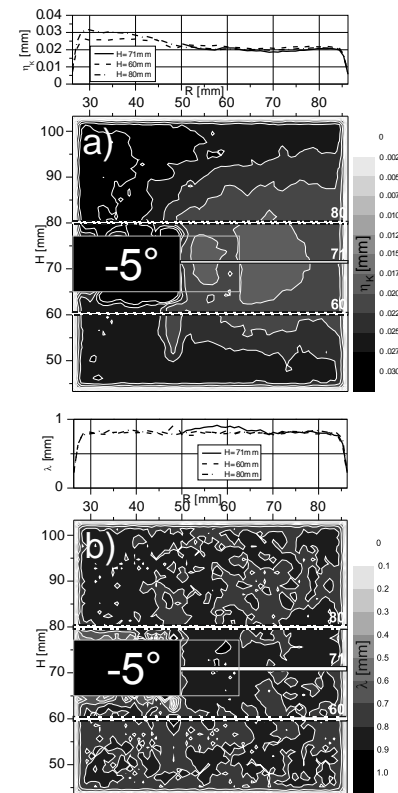 0.04
0.03
0.02
0.01
0
ηK [mm]
H=71mm
H=60mm
H=80mm
30 40 50 60 70 80
R [mm]
a)
100
90
80
70
60
50
H [mm]
-5°
80
71
60
0
0.002
0.005
0.007
0.010
0.012
0.015
0.017
0.020
0.022
0.025
0.027
0.030
ηK [mm]
1
0
λ [mm]
H=71mm
H=60mm
H=80mm
30 40 50 60 70 80
R [mm]
b)
100
90
80
70
60
50
H [mm]
-5°
80
71
60
0
0.1
0.2
0.3
0.4
0.5
0.6
0.7
0.8
0.9
1.0
λ [mm]